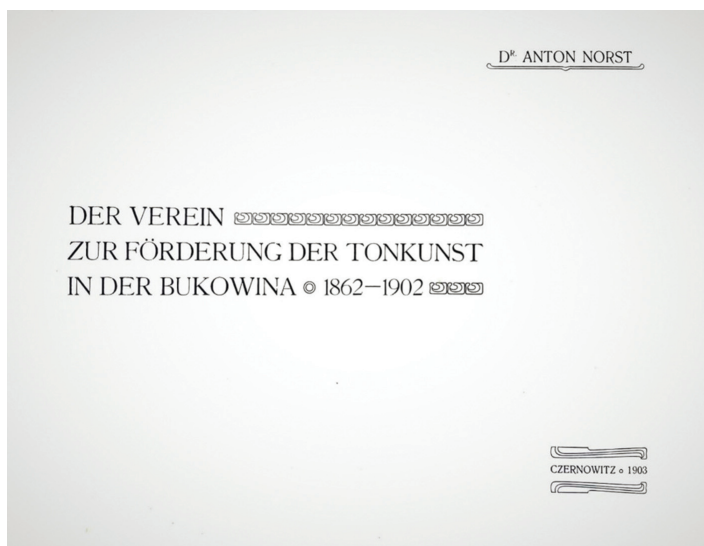 DR. ANTON NORST
DER VEREIN
ZUR FÖRDERUNG DER TONKUNST
IN DER BUKOWINA ⊚ 1862—1902
CZERNOWITZ ∘ 1903